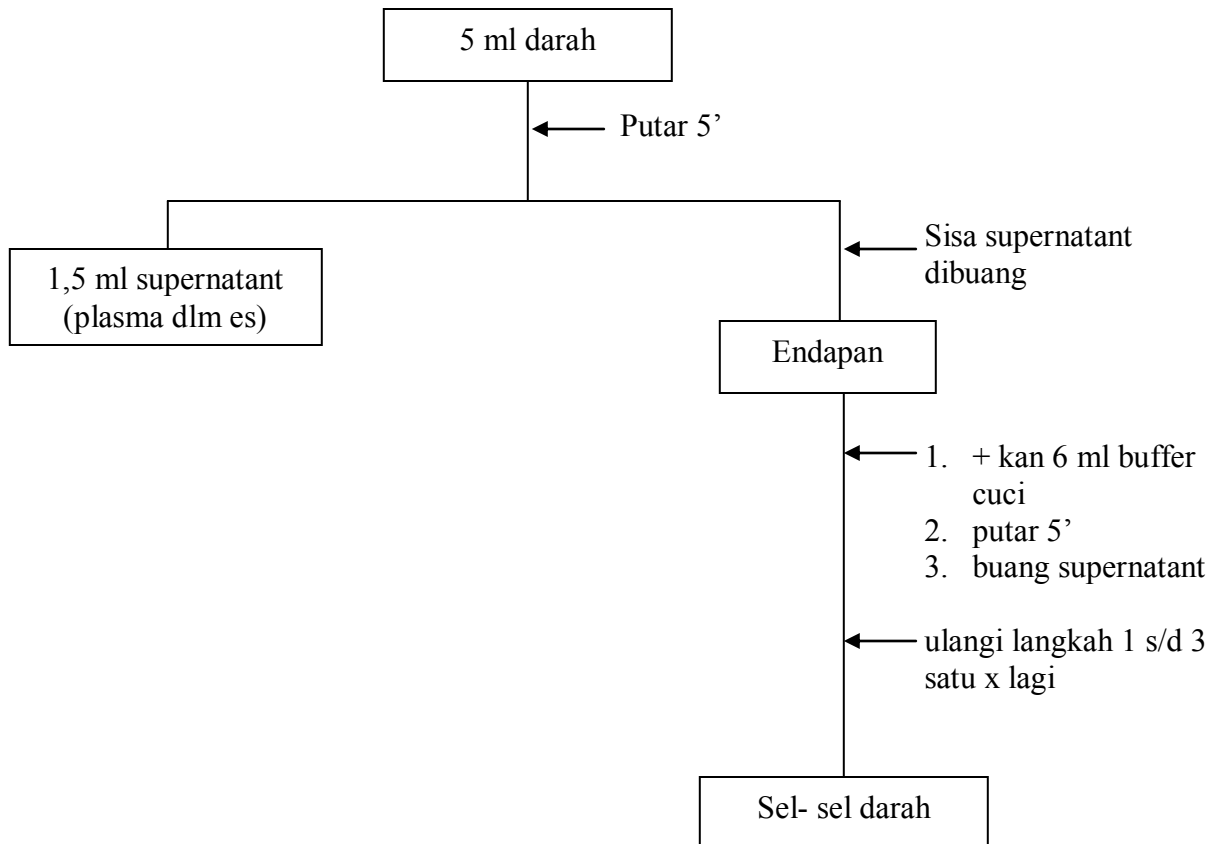 5 ml darah
Putar 5’
1,5 ml supernatant
(plasma dlm es)
Sisa supernatant
dibuang
Endapan
1. + kan 6 ml buffer
cuci
2. putar 5’
3. buang supernatant
ulangi langkah 1 s/d 3
satu x lagi
Sel- sel darah